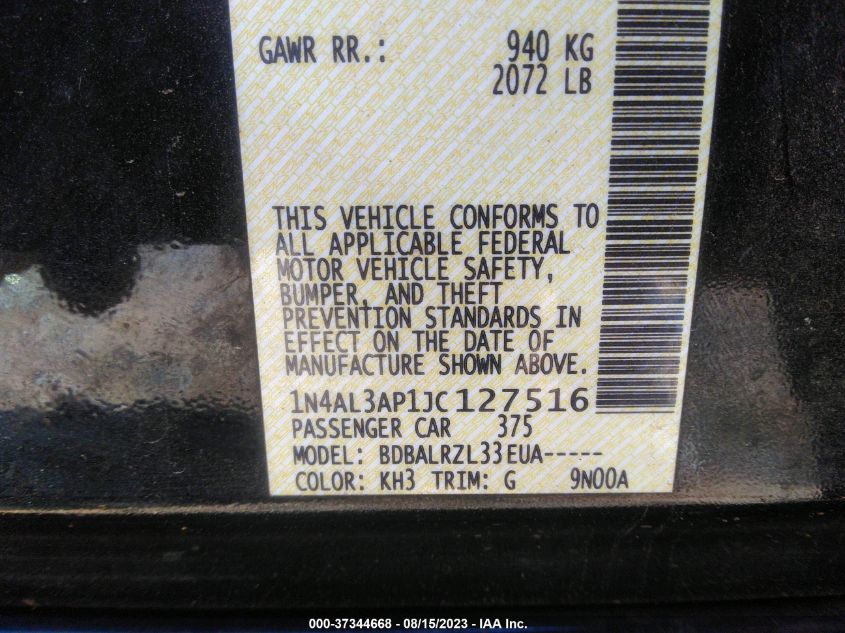 GAWR RR.: 940 KG
2072 LB
THIS VEHICLE CONFORMS TO
ALL APPLICABLE FEDERAL
MOTOR VEHICLE SAFETY,
BUMPER, AND THEFT
PREVENTION STANDARDS IN
EFFECT ON THE DATE OF
MANUFACTURE SHOWN ABOVE.
1N4AL3AP1JC127516
PASSENGER CAR 375
MODEL: BDBALRZL33EUA-----
COLOR: KH3 TRIM: G 9N00A
000-37344668 - 08/15/2023 - IAA Inc.